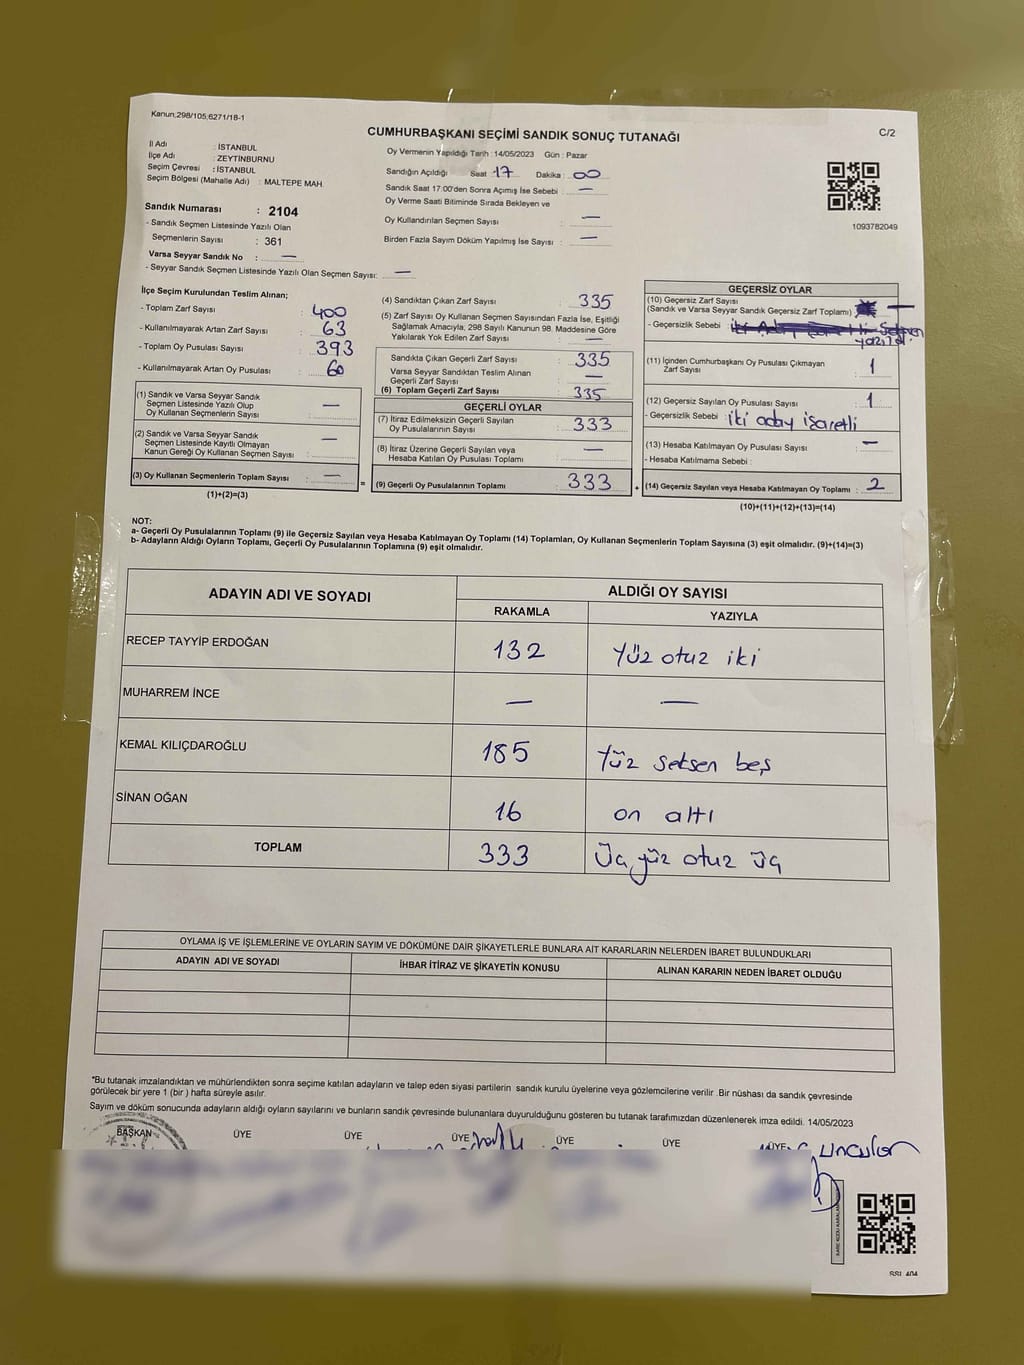 Kanun;298/105;6271/18-1
C/2
CUMHURBAŞKANI SEÇİMİ SANDIK SONUÇ TUTANAĞI
İl Adı : İSTANBUL
İlçe Adı : ZEYTİNBURNU
Seçim Çevresi : İSTANBUL
Seçim Bölgesi (Mahalle Adı) : MALTEPE MAH.
Sandık Numarası : 2104
- Sandık Seçmen Listesinde Yazılı Olan
Seçmenlerin Sayısı : 361
Varsa Seyyar Sandık No : —
- Seyyar Sandık Seçmen Listesinde Yazılı Olan Seçmen Sayısı: —
Oy Vermenin Yapıldığı Tarih : 14/05/2023 Gün : Pazar
Sandığın Açıldığı Saat 17 Dakika : 00
Sandık Saat 17:00'den Sonra Açımış İse Sebebi : —
Oy Verme Saati Bitiminde Sırada Bekleyen ve
Oy Kullandırılan Seçmen Sayısı : —
Birden Fazla Sayım Döküm Yapılmış İse Sayısı : —
1093782049
İlçe Seçim Kurulundan Teslim Alınan;
- Toplam Zarf Sayısı : 400
- Kullanılmayarak Artan Zarf Sayısı : 63
- Toplam Oy Pusulası Sayısı : 393
- Kullanılmayarak Artan Oy Pusulası : 60
(1) Sandık ve Varsa Seyyar Sandık
Seçmen Listesinde Yazılı Olup
Oy Kullanan Seçmenlerin Sayısı : —
(2) Sandık ve Varsa Seyyar Sandık
Seçmen Listesinde Kayıtlı Olmayan
Kanun Gereği Oy Kullanan Seçmen Sayısı : —
(3) Oy Kullanan Seçmenlerin Toplam Sayısı : —
(1)+(2)=(3)
=
(4) Sandıktan Çıkan Zarf Sayısı : 335
(5) Zarf Sayısı Oy Kullanan Seçmen Sayısından Fazla İse, Eşitliği
Sağlamak Amacıyla, 298 Sayılı Kanunun 98. Maddesine Göre
Yakılarak Yok Edilen Zarf Sayısı : —
Sandıkta Çıkan Geçerli Zarf Sayısı : 335
Varsa Seyyar Sandıktan Teslim Alınan
Geçerli Zarf Sayısı : —
(6) Toplam Geçerli Zarf Sayısı : 335
GEÇERLİ OYLAR
(7) İtiraz Edilmeksizin Geçerli Sayılan
Oy Pusulalarının Sayısı : 333
(8) İtiraz Üzerine Geçerli Sayılan veya
Hesaba Katılan Oy Pusulası Toplamı : —
(9) Geçerli Oy Pusulalarının Toplamı : 333
+
GEÇERSİZ OYLAR
(10) Geçersiz Zarf Sayısı
(Sandık ve Varsa Seyyar Sandık Geçersiz Zarf Toplamı) : —
- Geçersizlik Sebebi :
(11) İçinden Cumhurbaşkanı Oy Pusulası Çıkmayan
Zarf Sayısı : 1
(12) Geçersiz Sayılan Oy Pusulası Sayısı : 1
- Geçersizlik Sebebi : iki aday işaretli
(13) Hesaba Katılmayan Oy Pusulası Sayısı : —
- Hesaba Katılmama Sebebi :
(14) Geçersiz Sayılan veya Hesaba Katılmayan Oy Toplamı : 2
(10)+(11)+(12)+(13)=(14)
NOT:
a- Geçerli Oy Pusulalarının Toplamı (9) ile Geçersiz Sayılan veya Hesaba Katılmayan Oy Toplamı (14) Toplamları, Oy Kullanan Seçmenlerin Toplam Sayısına (3) eşit olmalıdır. (9)+(14)=(3)
b- Adayların Aldığı Oyların Toplamı, Geçerli Oy Pusulalarının Toplamına (9) eşit olmalıdır.
ADAYIN ADI VE SOYADI ALDIĞI OY SAYISI
RAKAMLA YAZIYLA
RECEP TAYYİP ERDOĞAN 132 Yüz otuz iki
MUHARREM İNCE — —
KEMAL KILIÇDAROĞLU 185 Yüz seksen beş
SİNAN OĞAN 16 on altı
TOPLAM 333 Üç yüz otuz üç
OYLAMA İŞ VE İŞLEMLERİNE VE OYLARIN SAYIM VE DÖKÜMÜNE DAİR ŞİKAYETLERLE BUNLARA AİT KARARLARIN NELERDEN İBARET BULUNDUKLARI
ADAYIN ADI VE SOYADI İHBAR İTİRAZ VE ŞİKAYETİN KONUSU ALINAN KARARIN NEDEN İBARET OLDUĞU
*Bu tutanak imzalandıktan ve mühürlendikten sonra seçime katılan adayların ve talep eden siyasi partilerin sandık kurulu üyelerine veya gözlemcilerine verilir .Bir nüshası da sandık çevresinde
görülecek bir yere 1 (bir ) hafta süreyle asılır.
Sayım ve döküm sonucunda adayların aldığı oyların sayılarını ve bunların sandık çevresinde bulunanlara duyurulduğunu gösteren bu tutanak tarafımızdan düzenlenerek imza edildi. 14/05/2023
BAŞKAN ÜYE ÜYE ÜYE ÜYE ÜYE ÜYE